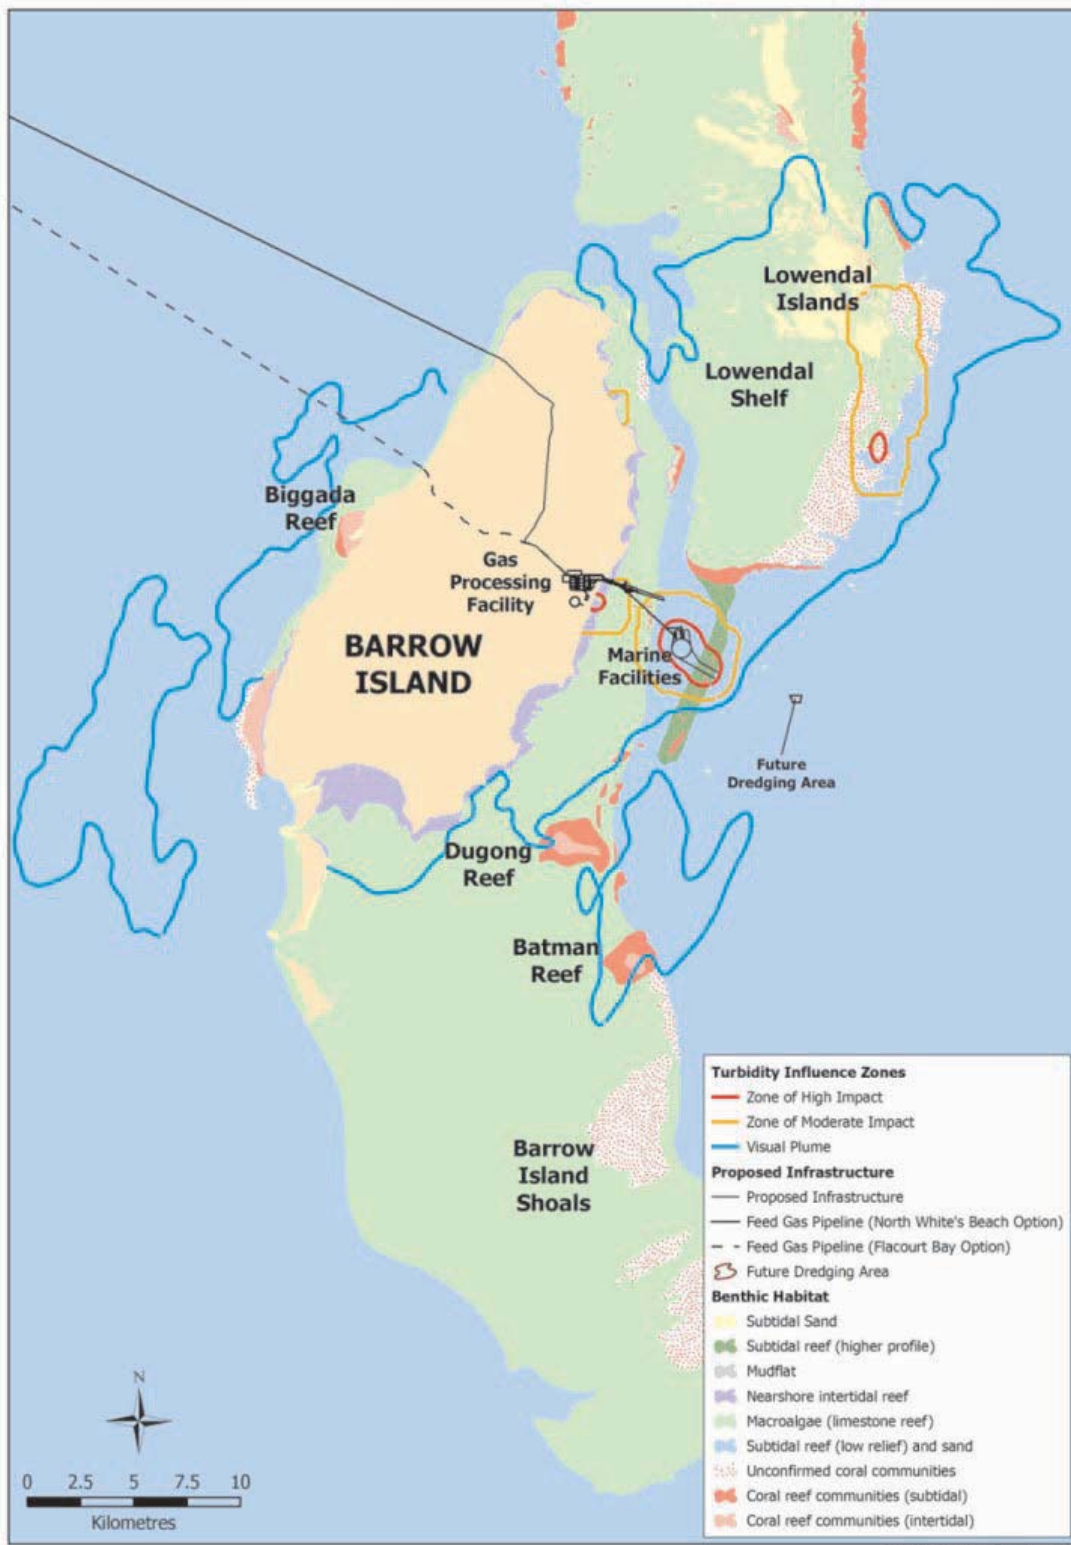 Lowendal
Islands
Lowendal
Shelf
Biggada
Reef
Gas
Processing
Facility
BARROW
ISLAND
Marine
Facilities
Future
Dredging Area
Dugong
Reef
Batman
Reef
Barrow
Island
Shoals
Turbidity Influence Zones
Zone of High Impact
Zone of Moderate Impact
Visual Plume
Proposed Infrastructure
Proposed Infrastructure
Feed Gas Pipeline (North White's Beach Option)
Feed Gas Pipeline (Flacourt Bay Option)
Future Dredging Area
Benthic Habitat
Subtidal Sand
Subtidal reef (higher profile)
Mudflat
Nearshore intertidal reef
Macroalgae (limestone reef)
Subtidal reef (low relief) and sand
Unconfirmed coral communities
Coral reef communities (subtidal)
Coral reef communities (intertidal)
N
0 2.5 5 7.5 10
Kilometres